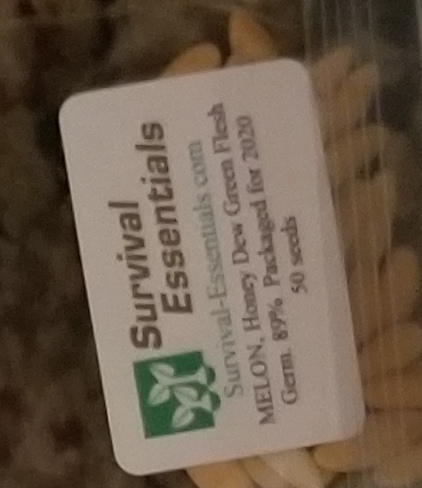 Survival
Essentials
Survival-Essentials.com
MELON, Honey Dew Green Flesh
Germ. 89% Packaged for 2020
50 seeds